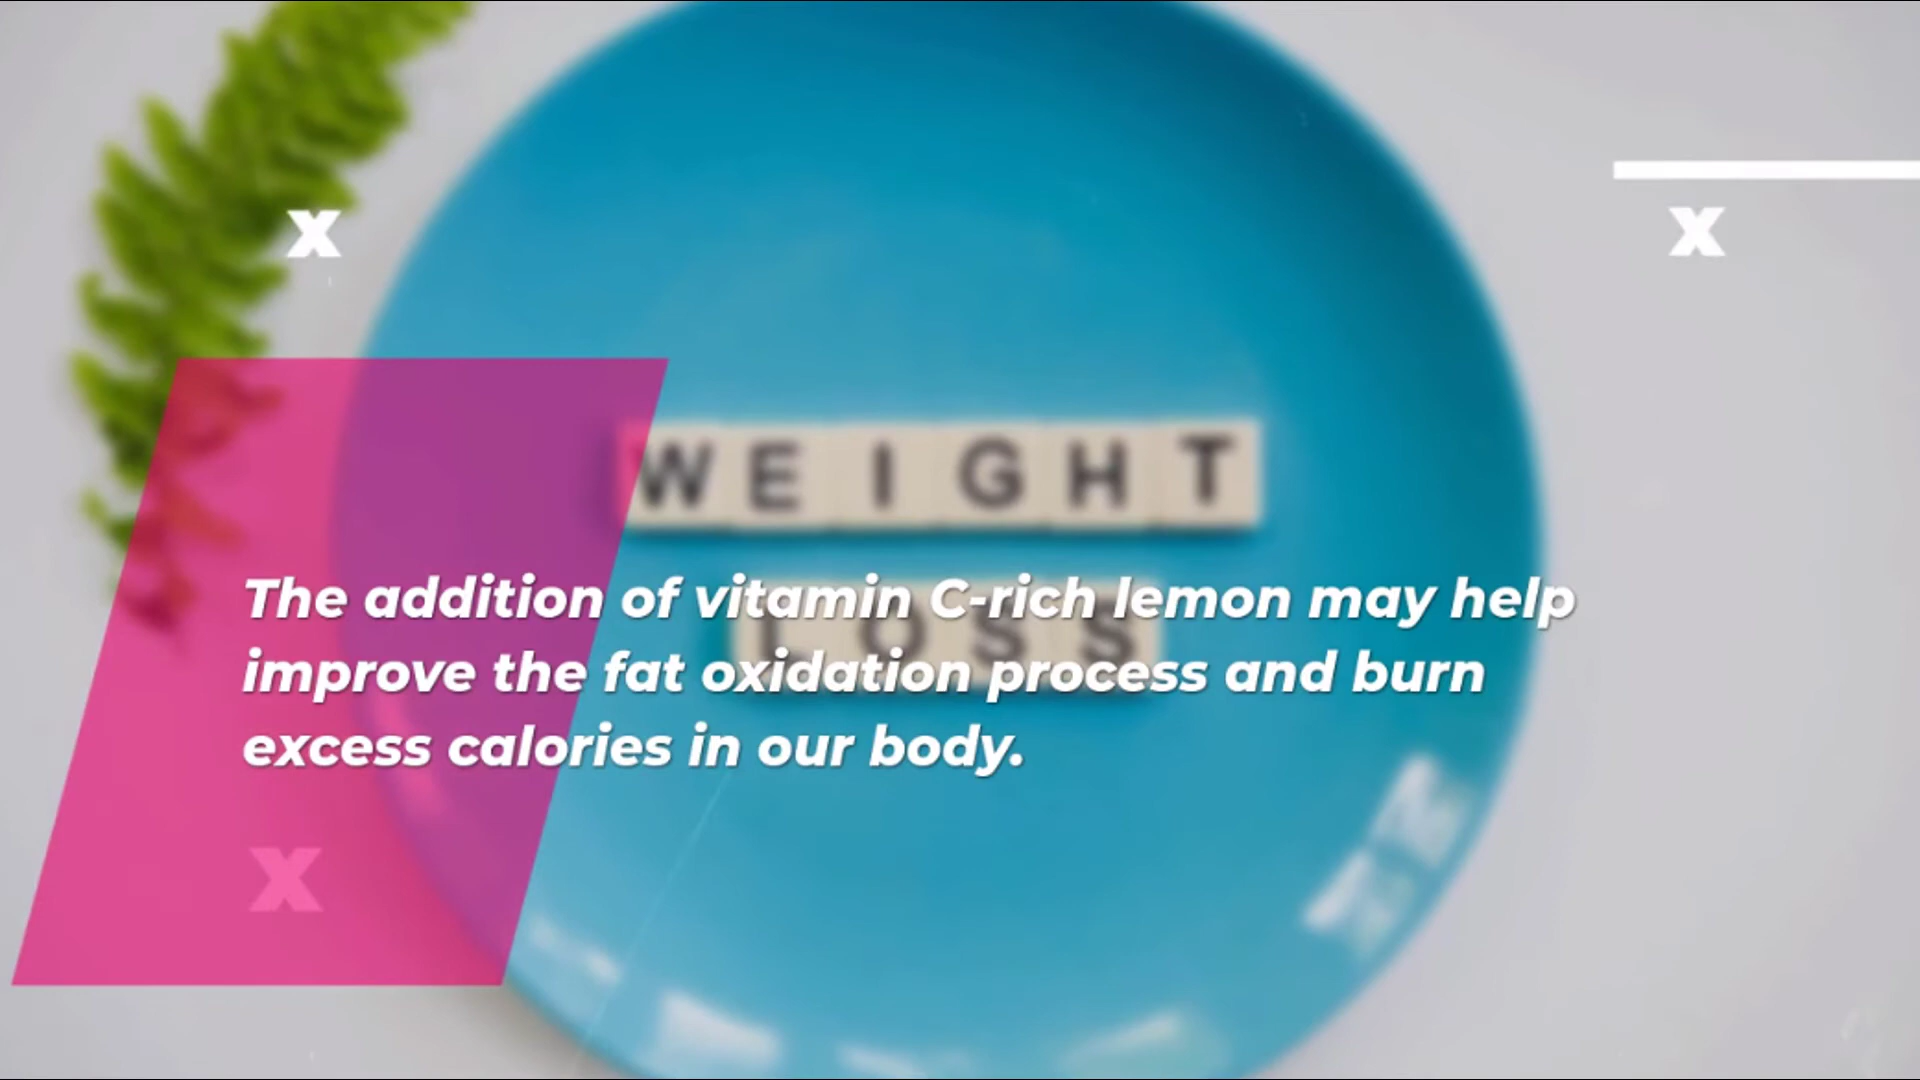 X
X
WEIGHT
LOSS
The addition of vitamin C-rich lemon may help
improve the fat oxidation process and burn
excess calories in our body.
X